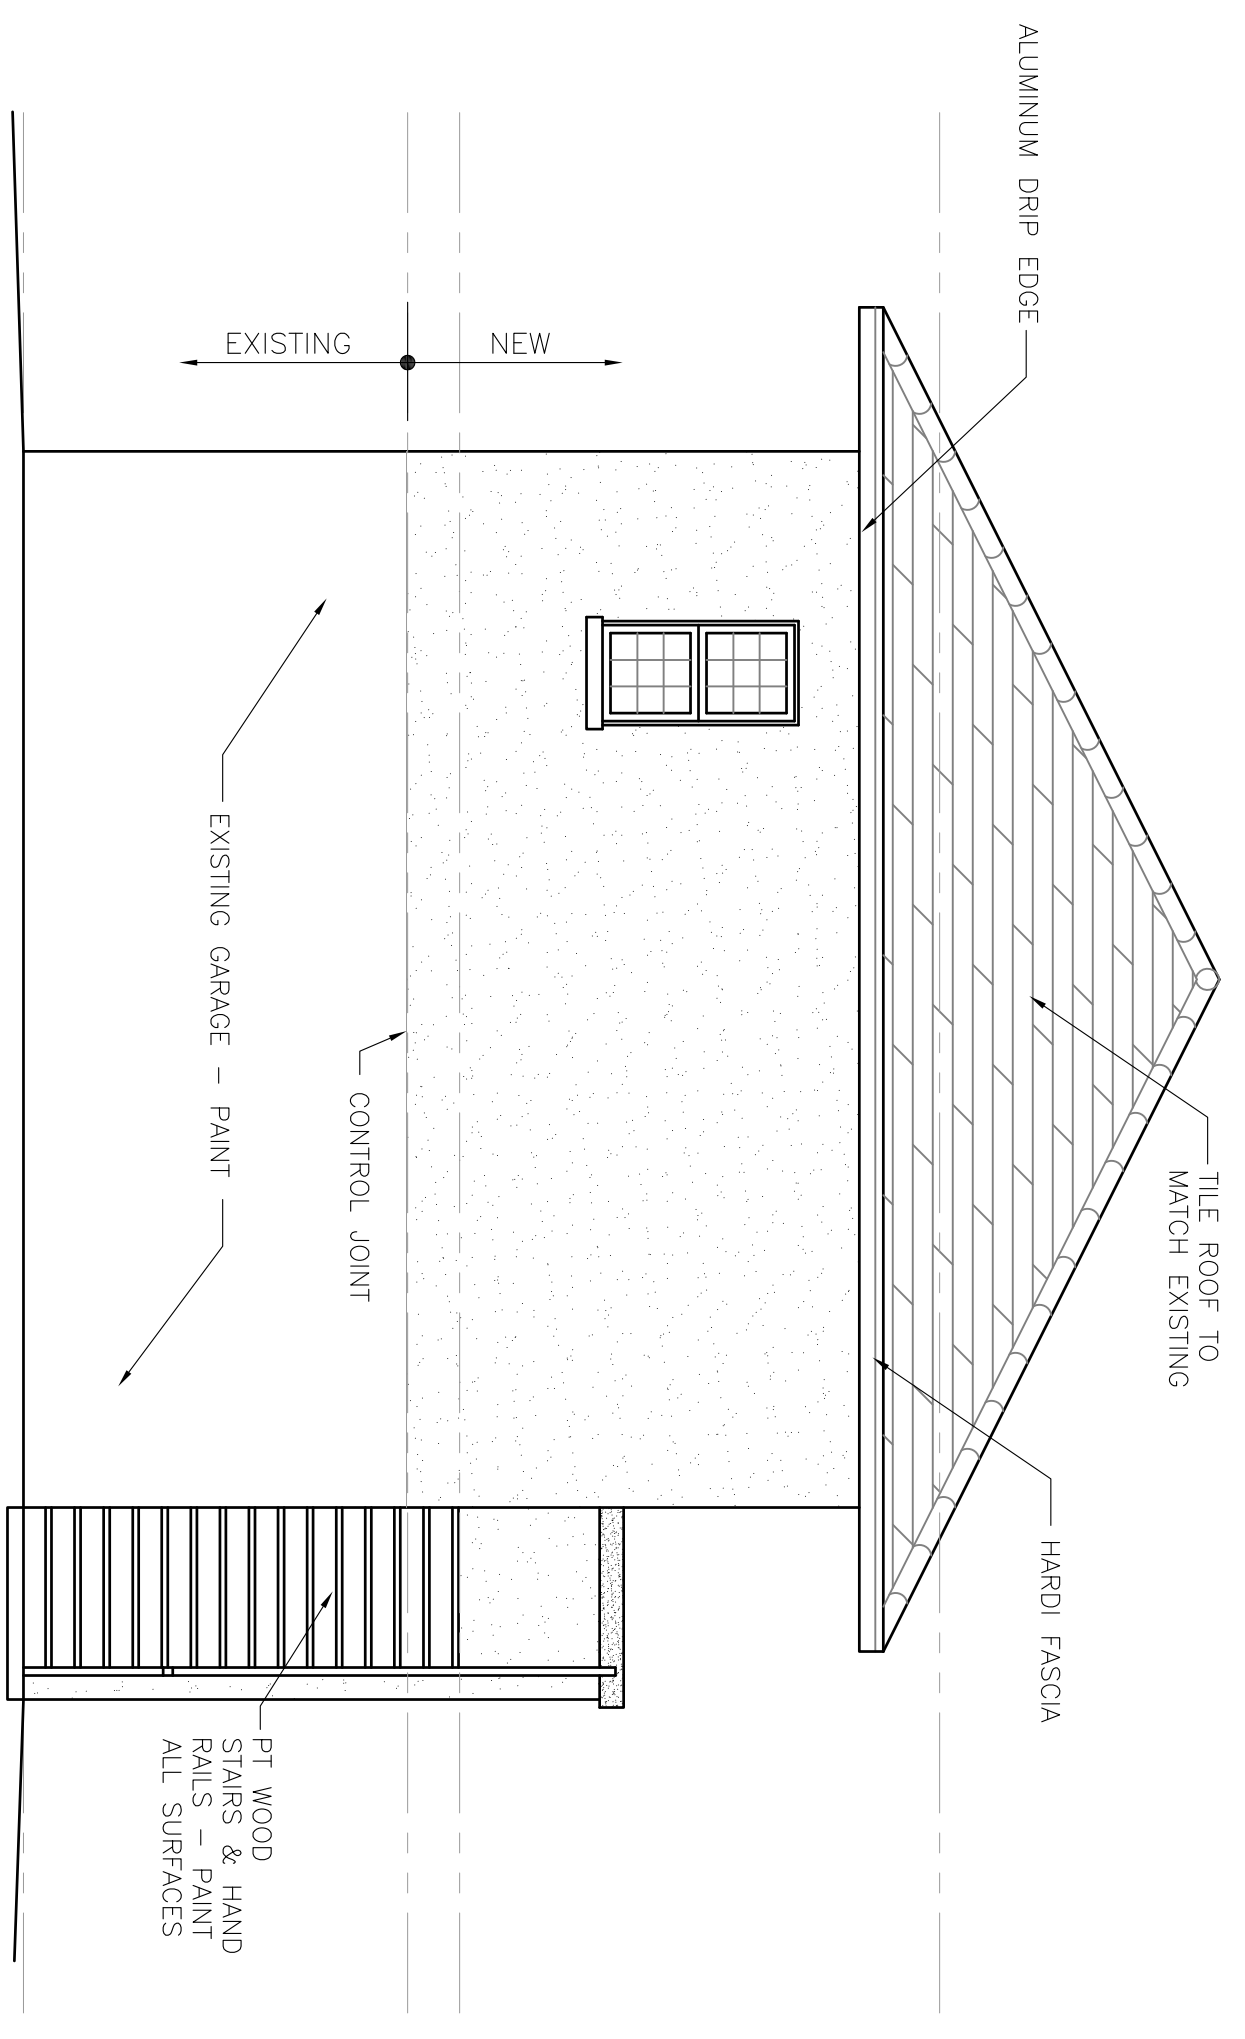 ALUMINUM DRIP EDGE
TILE ROOF TO
MATCH EXISTING
HARDI FASCIA
NEW
EXISTING
CONTROL JOINT
EXISTING GARAGE – PAINT
PT WOOD
STAIRS & HAND
RAILS – PAINT
ALL SURFACES